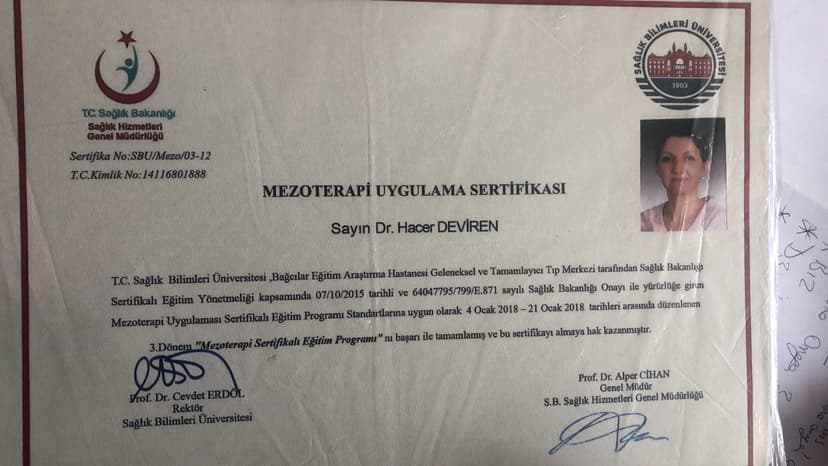 T.C. Sağlık Bakanlığı
Sağlık Hizmetleri
Genel Müdürlüğü
SAĞLIK BİLİMLERİ ÜNİVERSİTESİ
1903
Sertifika No:SBU/Mezo/03-12
T.C.Kimlik No:14116801888
MEZOTERAPİ UYGULAMA SERTİFİKASI
Sayın Dr. Hacer DEVİREN
T.C. Sağlık Bilimleri Üniversitesi ,Bağcılar Eğitim Araştırma Hastanesi Geleneksel ve Tamamlayıcı Tıp Merkezi tarafından Sağlık Bakanlığı
Sertifikalı Eğitim Yönetmeliği kapsamında 07/10/2015 tarihli ve 64047795/799/E.871 sayılı Sağlık Bakanlığı Onayı ile yürürlüğe giren
Mezoterapi Uygulaması Sertifikalı Eğitim Programı Standartlarına uygun olarak 4 Ocak 2018 – 21 Ocak 2018 tarihleri arasında düzenlenen
3.Dönem "Mezoterapi Sertifikalı Eğitim Programı"nı başarı ile tamamlamış ve bu sertifikayı almaya hak kazanmıştır.
Prof. Dr. Cevdet ERDÖL
Rektör
Sağlık Bilimleri Üniversitesi
Prof. Dr. Alper CİHAN
Genel Müdür
S.B. Sağlık Hizmetleri Genel Müdürlüğü